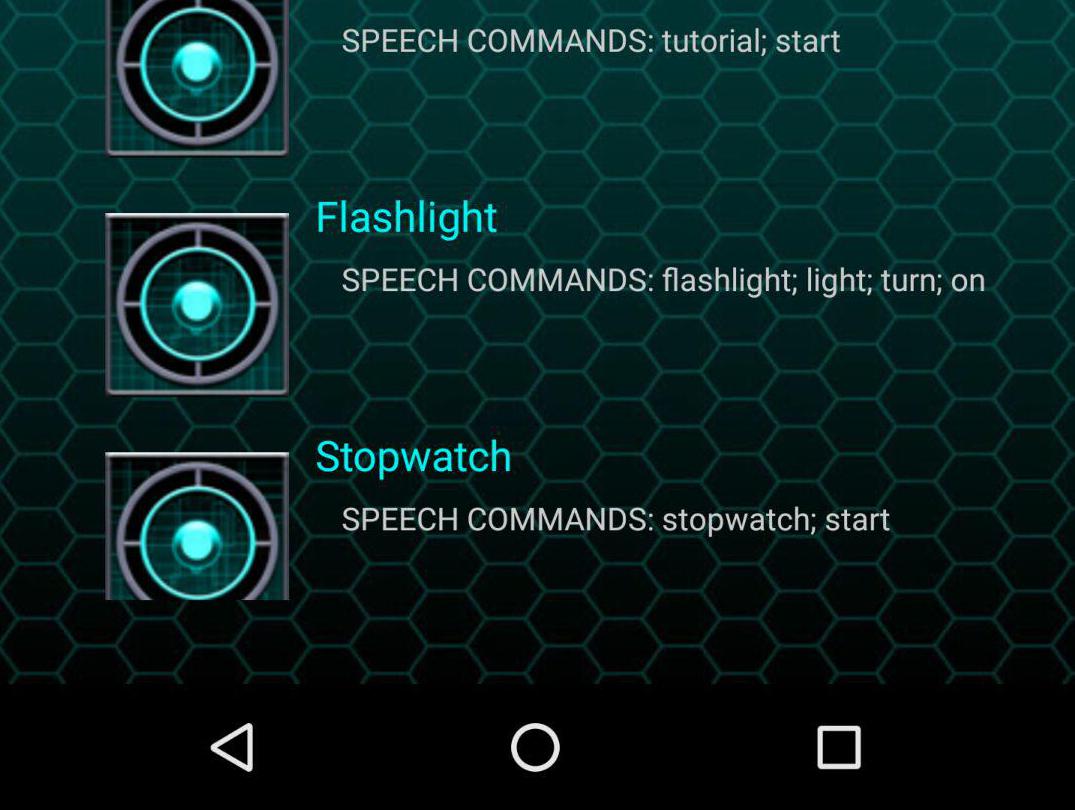 SPEECH COMMANDS: tutorial; start
Flashlight
SPEECH COMMANDS: flashlight; light; turn; on
Stopwatch
SPEECH COMMANDS: stopwatch; start